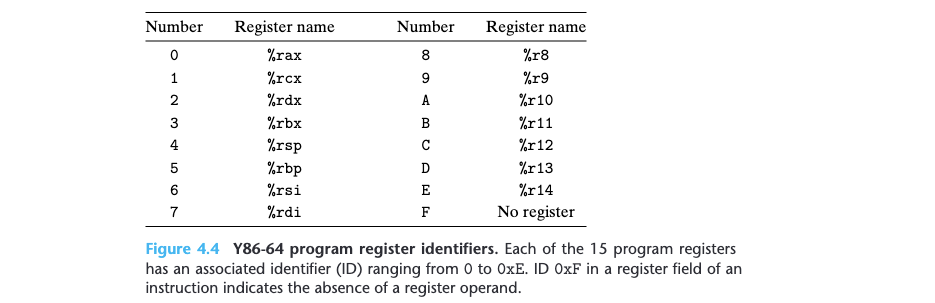 Number Register name Number Register name
0 %rax 8 %r8
1 %rcx 9 %r9
2 %rdx A %r10
3 %rbx B %r11
4 %rsp C %r12
5 %rbp D %r13
6 %rsi E %r14
7 %rdi F No register
Figure 4.4 Y86-64 program register identifiers. Each of the 15 program registers
has an associated identifier (ID) ranging from 0 to 0xE. ID 0xF in a register field of an
instruction indicates the absence of a register operand.